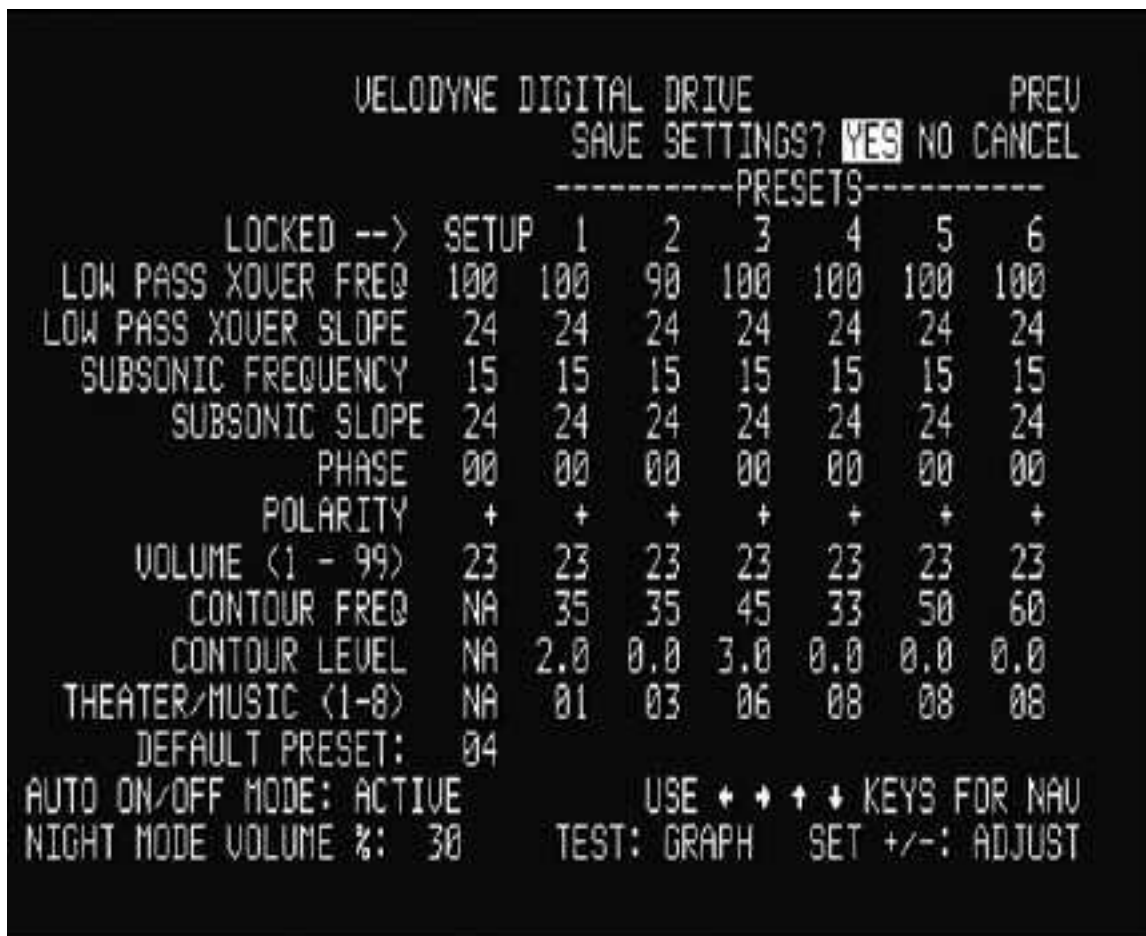 VELODYNE DIGITAL DRIVE PREV
SAVE SETTINGS? YES NO CANCEL
----------PRESETS----------
LOCKED --> SETUP 1 2 3 4 5 6
LOW PASS XOVER FREQ 100 100 90 100 100 100 100
LOW PASS XOVER SLOPE 24 24 24 24 24 24 24
SUBSONIC FREQUENCY 15 15 15 15 15 15 15
SUBSONIC SLOPE 24 24 24 24 24 24 24
PHASE 00 00 00 00 00 00 00
POLARITY + + + + + + +
VOLUME (1 - 99) 23 23 23 23 23 23 23
CONTOUR FREQ NA 35 35 45 33 50 60
CONTOUR LEVEL NA 2.0 0.0 3.0 0.0 0.0 0.0
THEATER/MUSIC (1-8) NA 01 03 06 08 08 08
DEFAULT PRESET: 04
AUTO ON/OFF MODE: ACTIVE USE ← → ↑ ↓ KEYS FOR NAV
NIGHT MODE VOLUME %: 30 TEST: GRAPH SET +/-: ADJUST